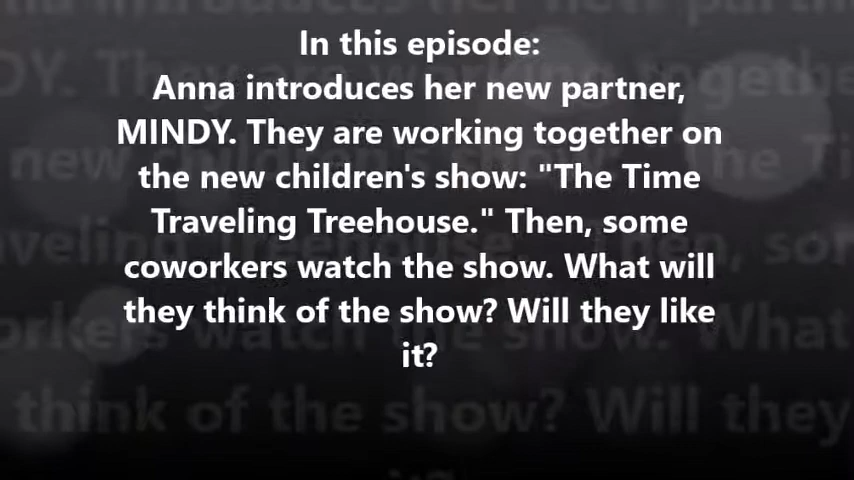 In this episode:
Anna introduces her new partner,
MINDY. They are working together on
the new children's show: "The Time
Traveling Treehouse." Then, some
coworkers watch the show. What will
they think of the show? Will they like
it?